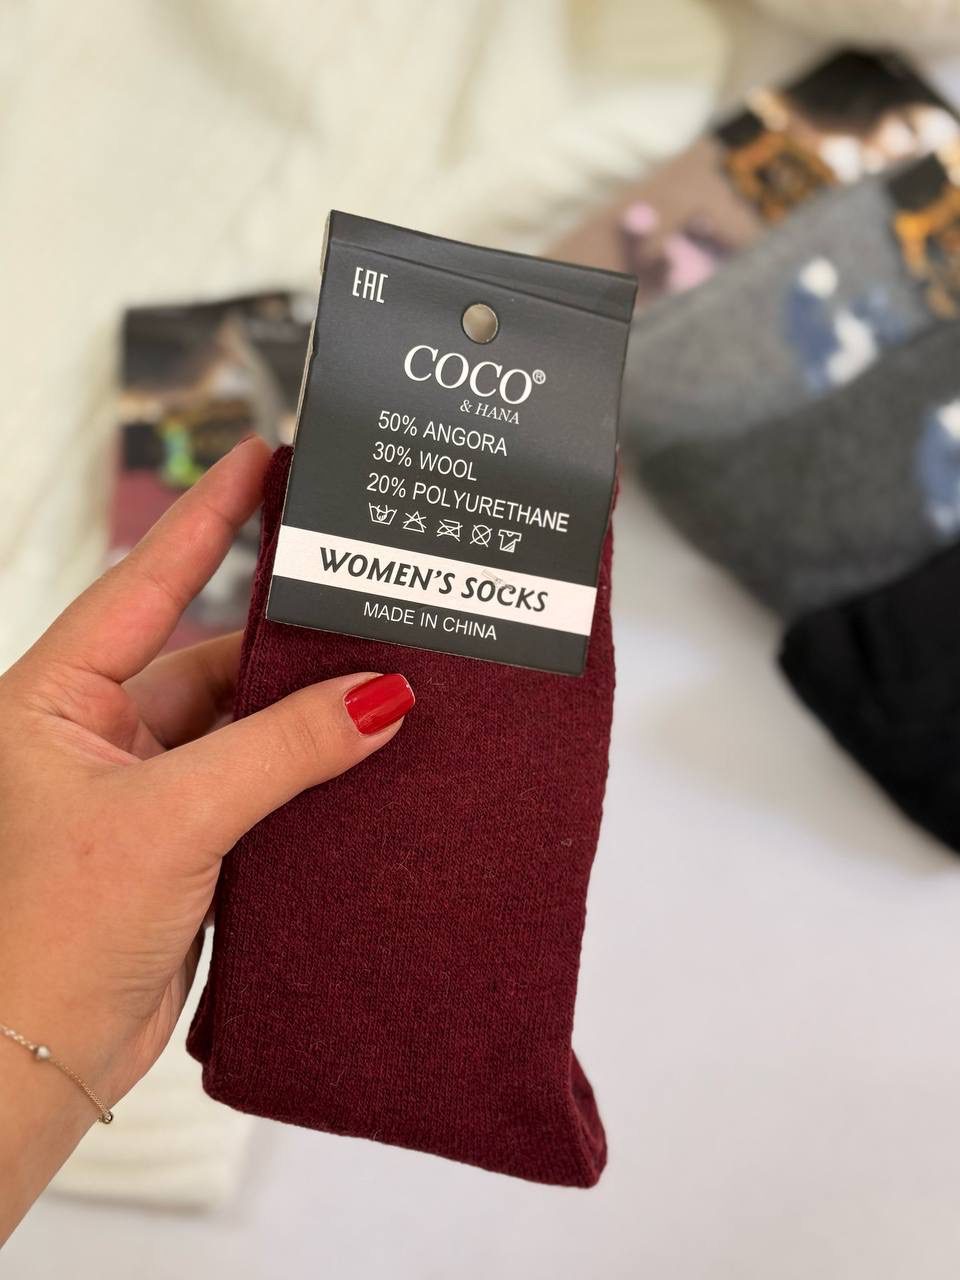 EAC
COCO®
& HANA
50% ANGORA
30% WOOL
20% POLYURETHANE
WOMEN'S SOCKS
MADE IN CHINA